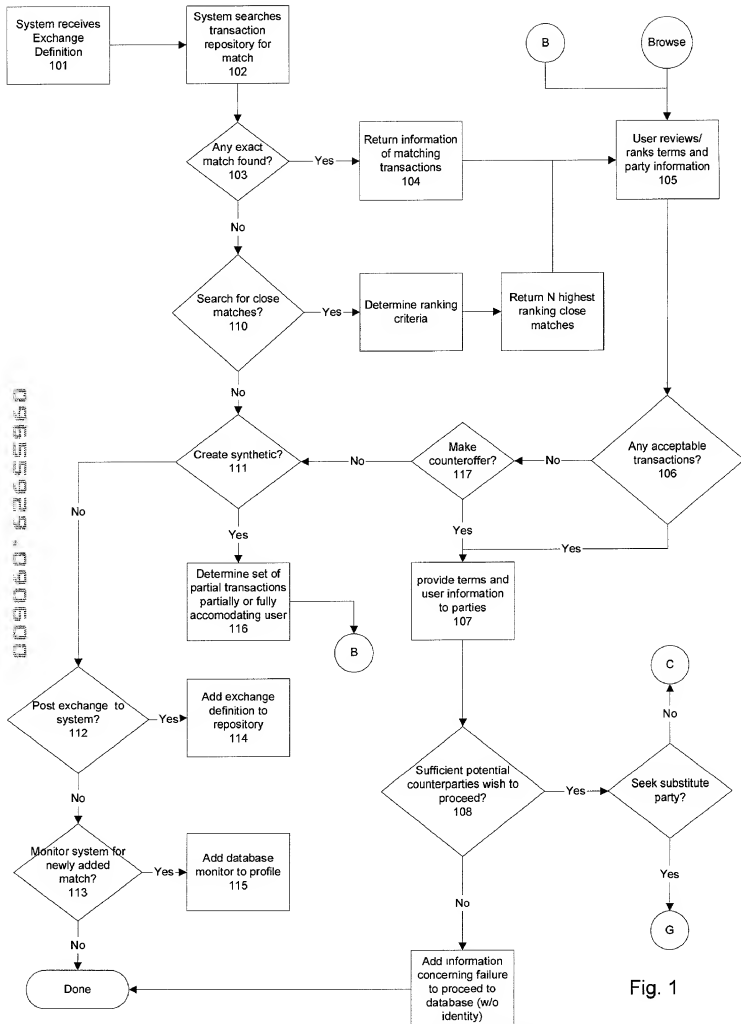 System receives
Exchange
Definition
101
System searches
transaction
repository for
match
102
B
Browse
Any exact
match found?
103
Yes
Return information
of matching
transactions
104
User reviews/
ranks terms and
party information
105
No
Search for close
matches?
110
Yes
Determine ranking
criteria
Return N highest
ranking close
matches
No
Create synthetic?
111
No
Make
counteroffer?
117
No
Any acceptable
transactions?
106
No
Yes
Yes
Yes
Determine set of
partial transactions
partially or fully
accomodating user
116
B
provide terms and
user information
to parties
107
C
No
Post exchange to
system?
112
Yes
Add exchange
definition to
repository
114
Sufficient potential
counterparties wish to
proceed?
108
Yes
Seek substitute
party?
No
Monitor system for
newly added
match?
113
Yes
Add database
monitor to profile
115
Yes
No
G
No
Done
Add information
concerning failure
to proceed to
database (w/o
identity)
Fig. 1